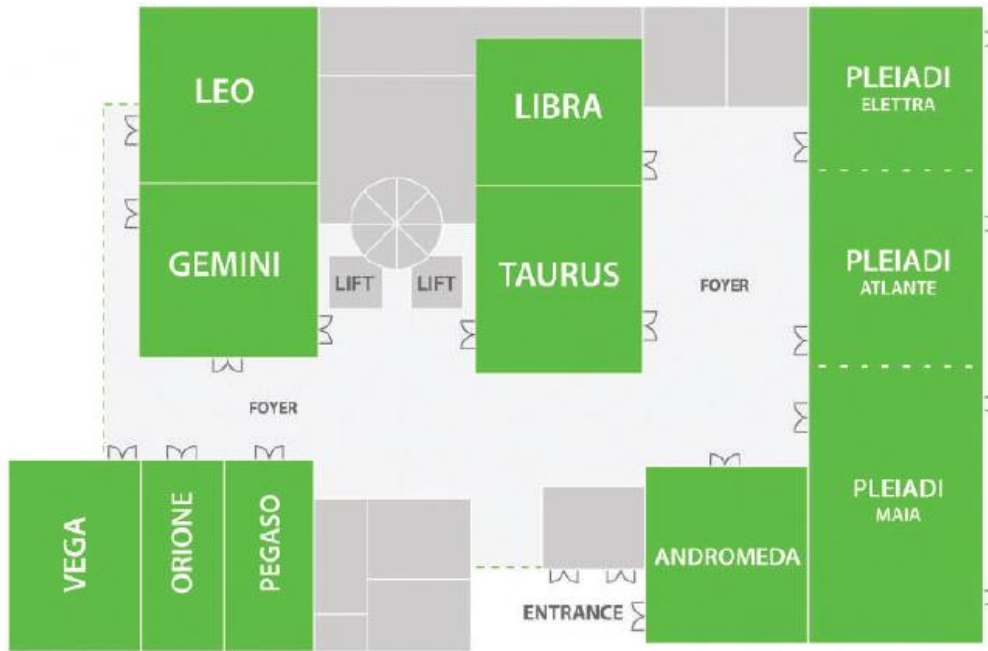 LEO
LIBRA
PLEIADI
ELETTRA
GEMINI
LIFT
LIFT
TAURUS
FOYER
PLEIADI
ATLANTE
FOYER
VEGA
ORIONE
PEGASO
ANDROMEDA
PLEIADI
MAIA
ENTRANCE